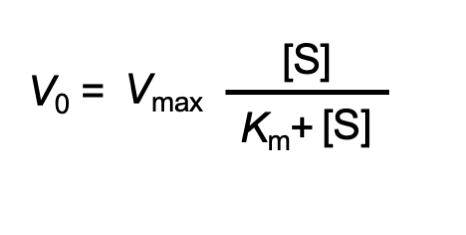 V₀ = Vₘₐₓ [S] / Kₘ + [S]